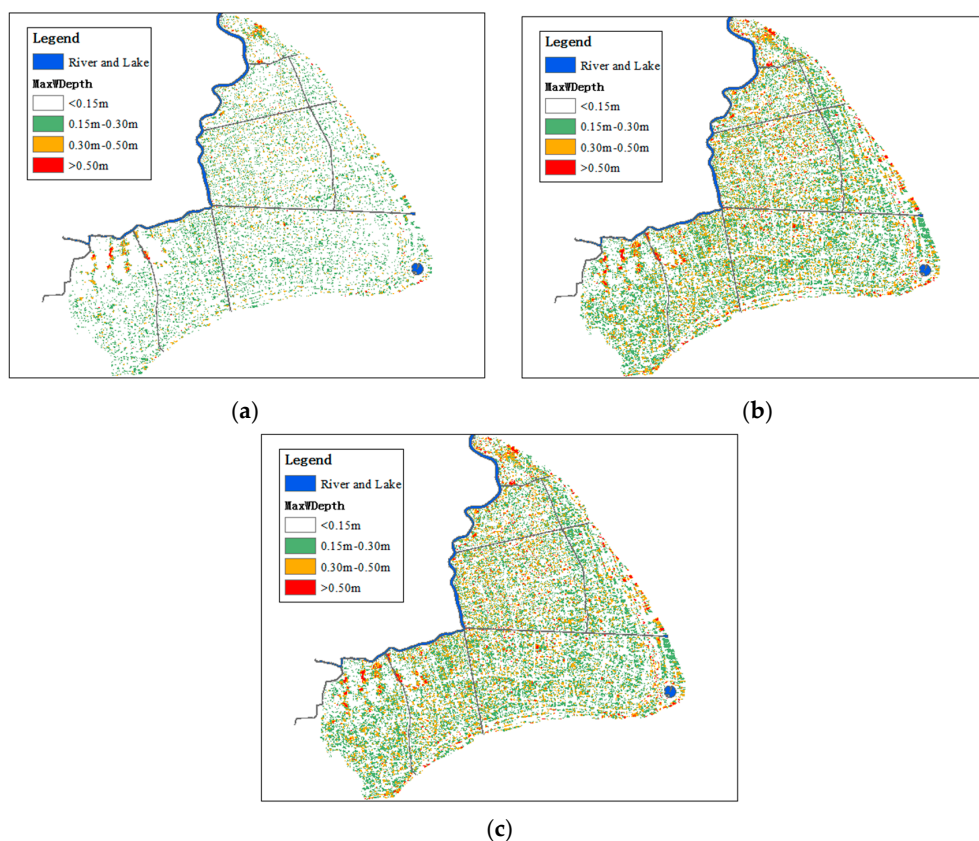 Legend
River and Lake
MaxWDepth
<0.15m
0.15m-0.30m
0.30m-0.50m
>0.50m
(a)
Legend
River and Lake
MaxWDepth
<0.15m
0.15m-0.30m
0.30m-0.50m
>0.50m
(b)
Legend
River and Lake
MaxWDepth
<0.15m
0.15m-0.30m
0.30m-0.50m
>0.50m
(c)